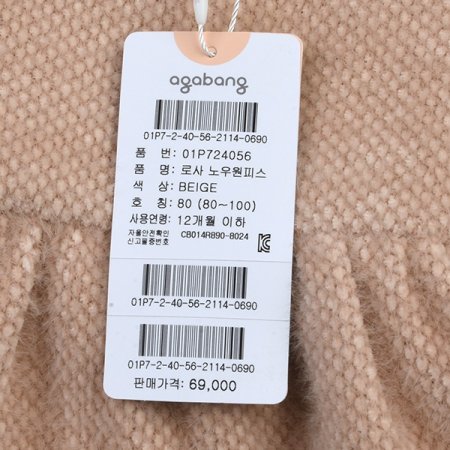 agabang
01P7-2-40-56-2114-0690
품 번: 01P724056
품 명: 로사 노우원피스
색 상: BEIGE
호 칭: 80 (80~100)
사용연령: 12개월 이하
자율안전확인
신고필증번호 CB014R890-8024
01P7-2-40-56-2114-0690
01P7-2-40-56-2114-0690
판매가격: 69,000